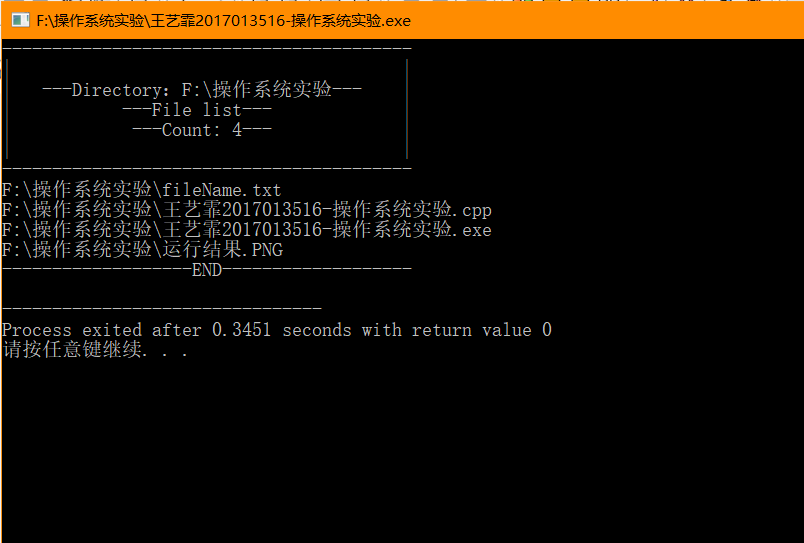 F:\操作系统实验\王艺霏2017013516-操作系统实验.exe
-----------------------------------------
---Directory: F:\操作系统实验---
---File list---
---Count: 4---
-----------------------------------------
F:\操作系统实验\fileName.txt
F:\操作系统实验\王艺霏2017013516-操作系统实验.cpp
F:\操作系统实验\王艺霏2017013516-操作系统实验.exe
F:\操作系统实验\运行结果.PNG
-------------------END-------------------
--------------------------------
Process exited after 0.3451 seconds with return value 0
请按任意键继续. . .